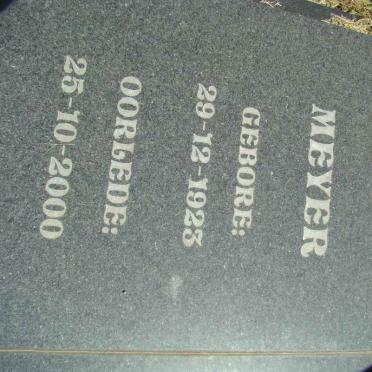 MEYER
GEBORE:
29-12-1923
OORLEDE:
25-10-2000